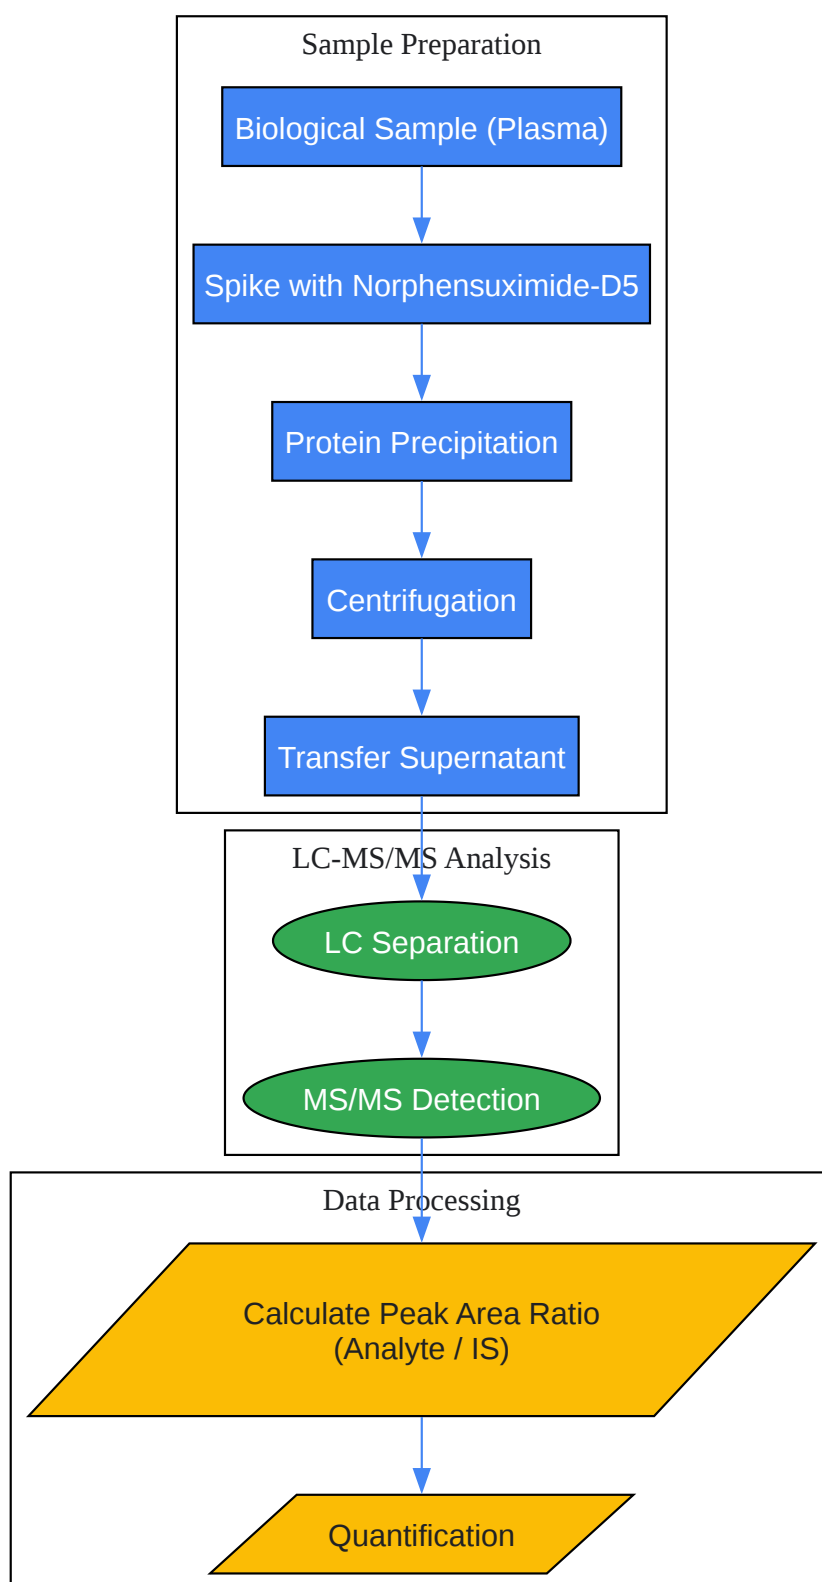 Sample Preparation
Biological Sample (Plasma)
Spike with Norphensuximide-D5
Protein Precipitation
Centrifugation
Transfer Supernatant
LC-MS/MS Analysis
LC Separation
MS/MS Detection
Data Processing
Calculate Peak Area Ratio
(Analyte / IS)
Quantification